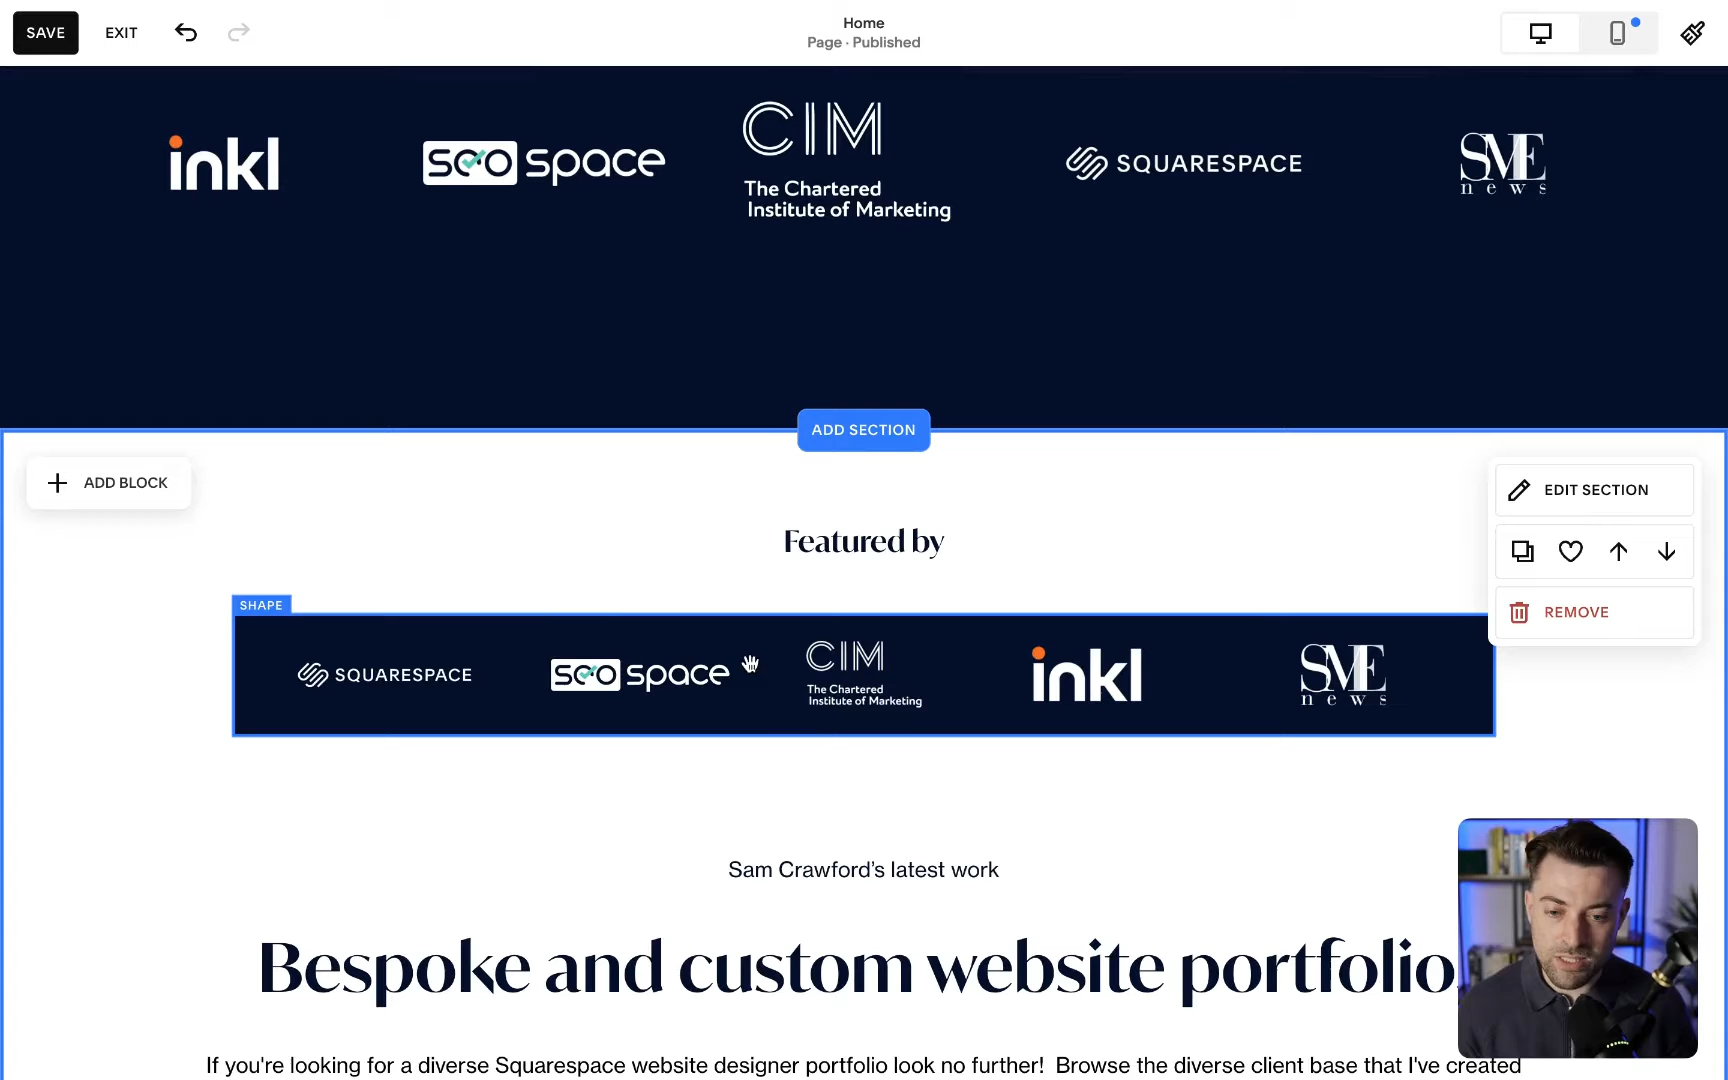 SAVE
EXIT
Home
Page · Published
inkl
seo space
CIM
The Chartered
Institute of Marketing
SQUARESPACE
SME
news
ADD SECTION
ADD BLOCK
EDIT SECTION
Featured by
REMOVE
SHAPE
SQUARESPACE
seo space
CIM
The Chartered
Institute of Marketing
inkl
SME
news
Sam Crawford’s latest work
Bespoke and custom website portfolio
If you're looking for a diverse Squarespace website designer portfolio look no further! Browse the diverse client base that I've created